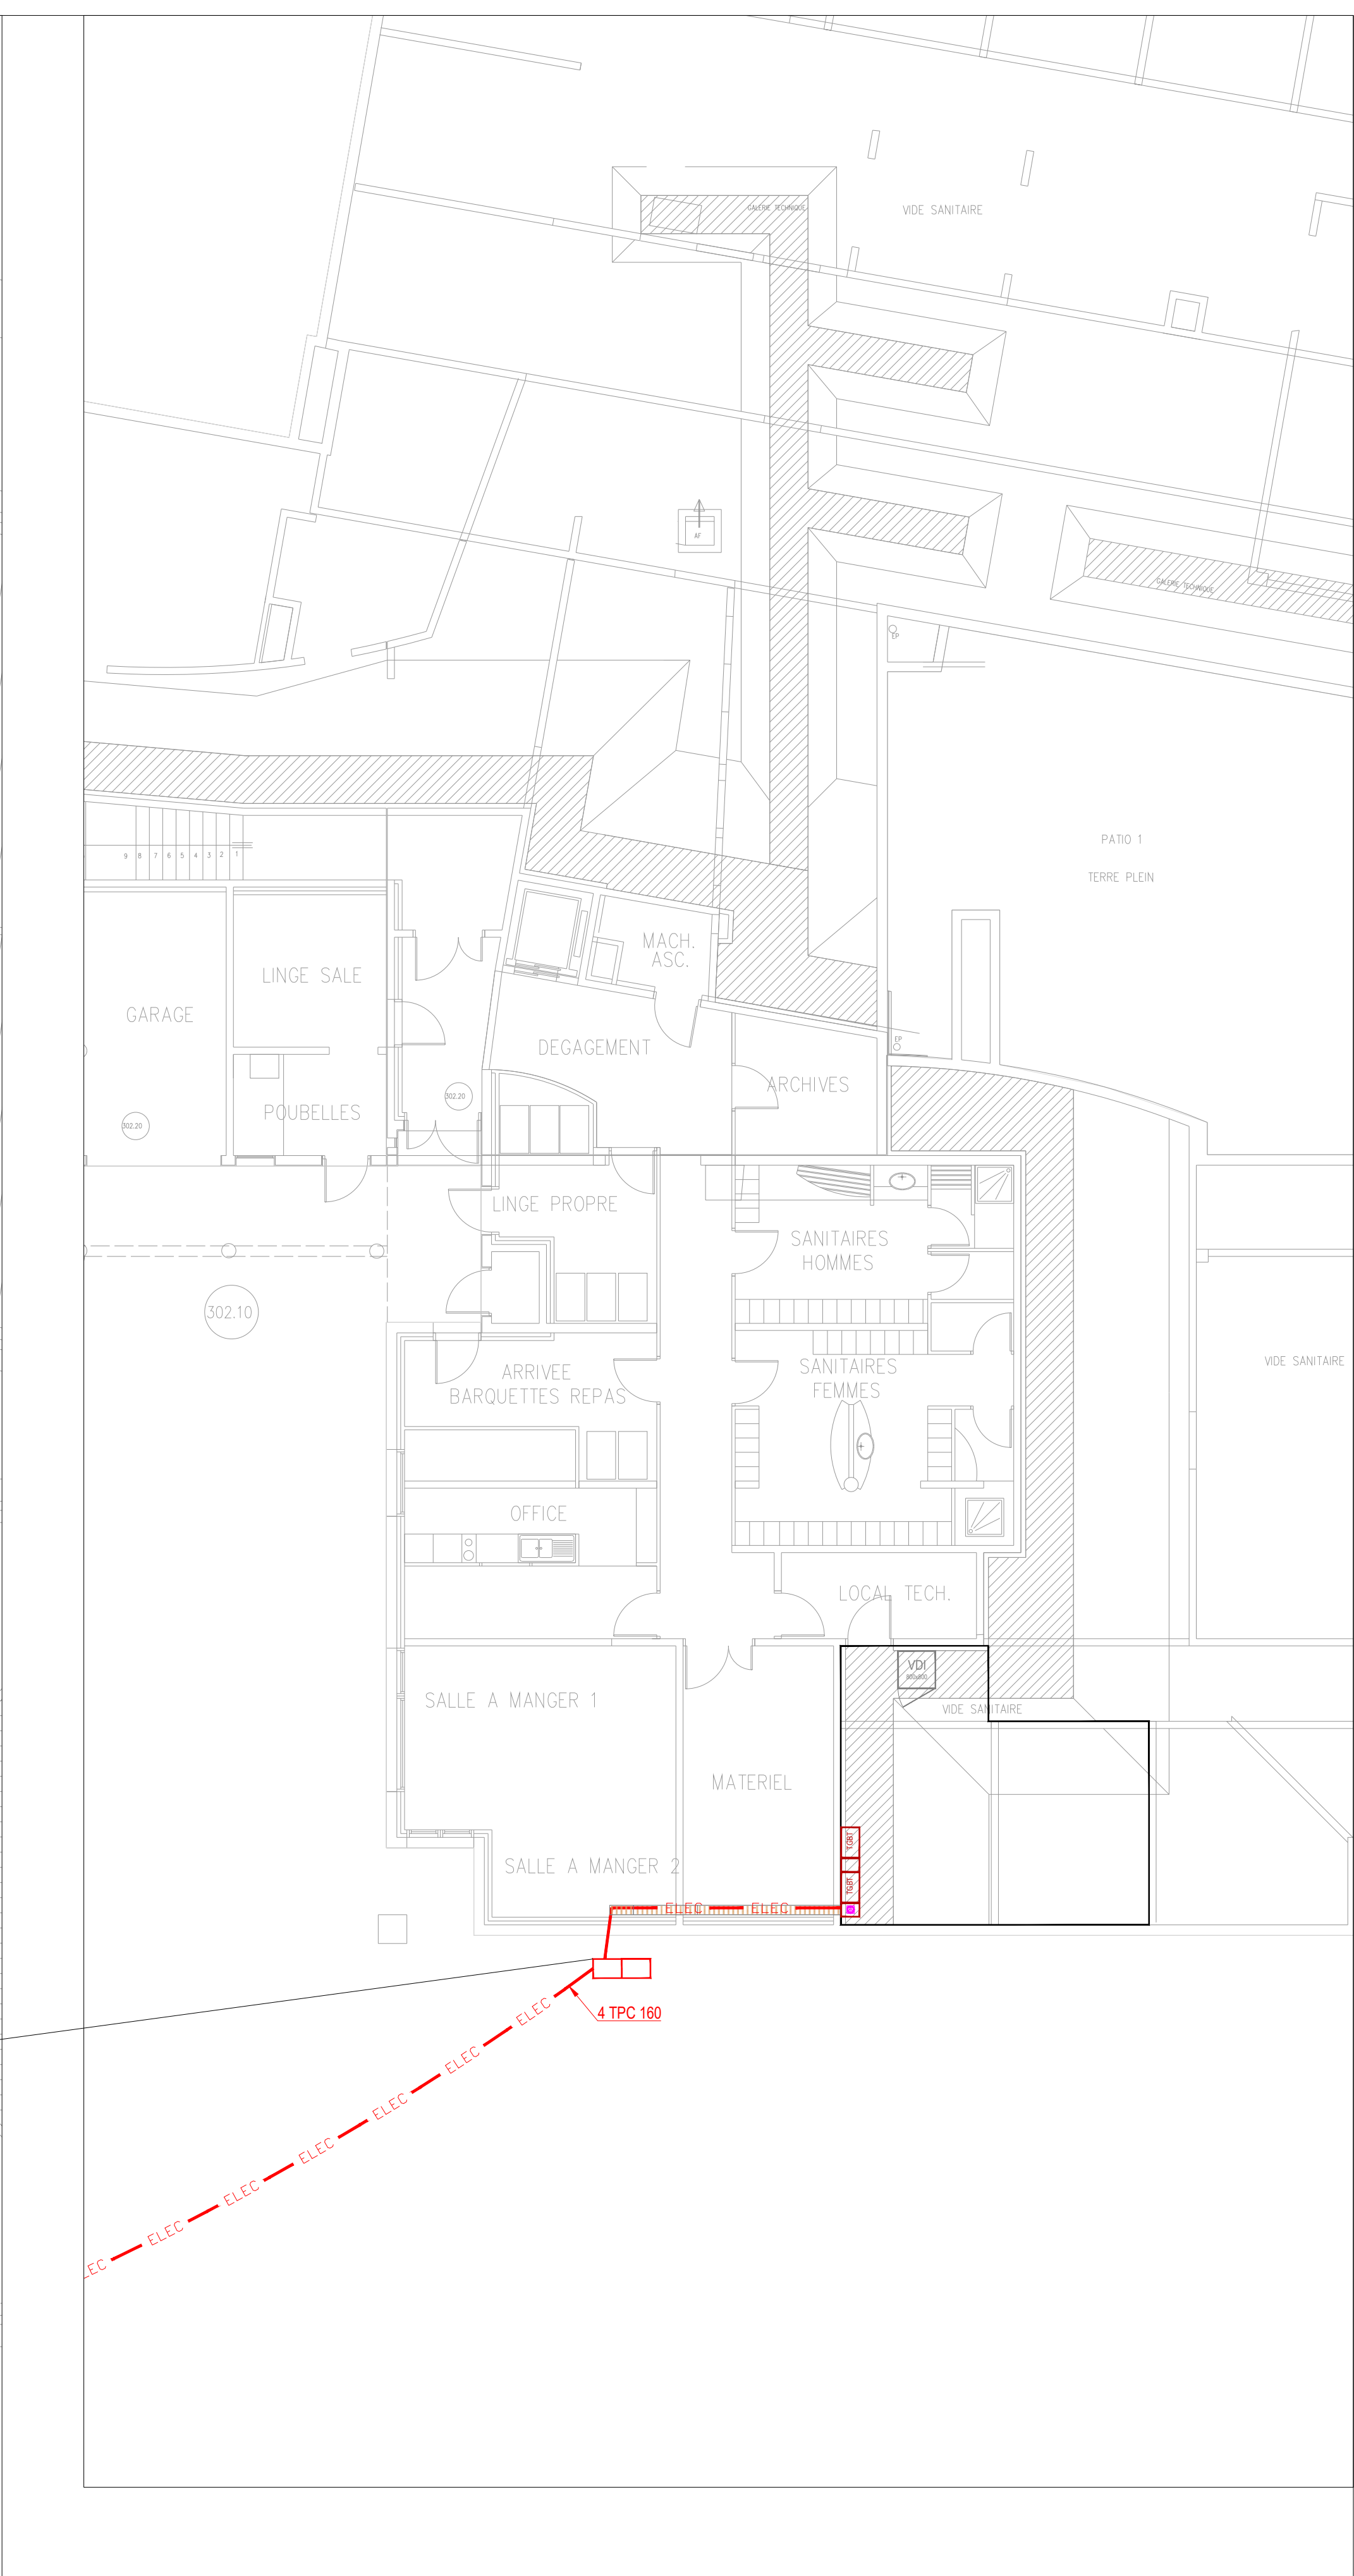 GALERIE TECHNIQUE
VIDE SANITAIRE
AF
GALERIE TECHNIQUE
EP
PATIO 1
TERRE PLEIN
9 8 7 6 5 4 3 2 1
MACH.
ASC.
LINGE SALE
GARAGE
DEGAGEMENT
EP
ARCHIVES
POUBELLES
302.20
302.20
LINGE PROPRE
SANITAIRES
HOMMES
302.10
VIDE SANITAIRE
ARRIVEE
BARQUETTES REPAS
SANITAIRES
FEMMES
OFFICE
LOCAL TECH.
VDI
800x800
SALLE A MANGER 1
VIDE SANITAIRE
MATERIEL
TGBT
SALLE A MANGER 2
TGBT
ELEC ELEC
4 TPC 160
ELEC
ELEC
ELEC
ELEC
ELEC
ELEC
LEC